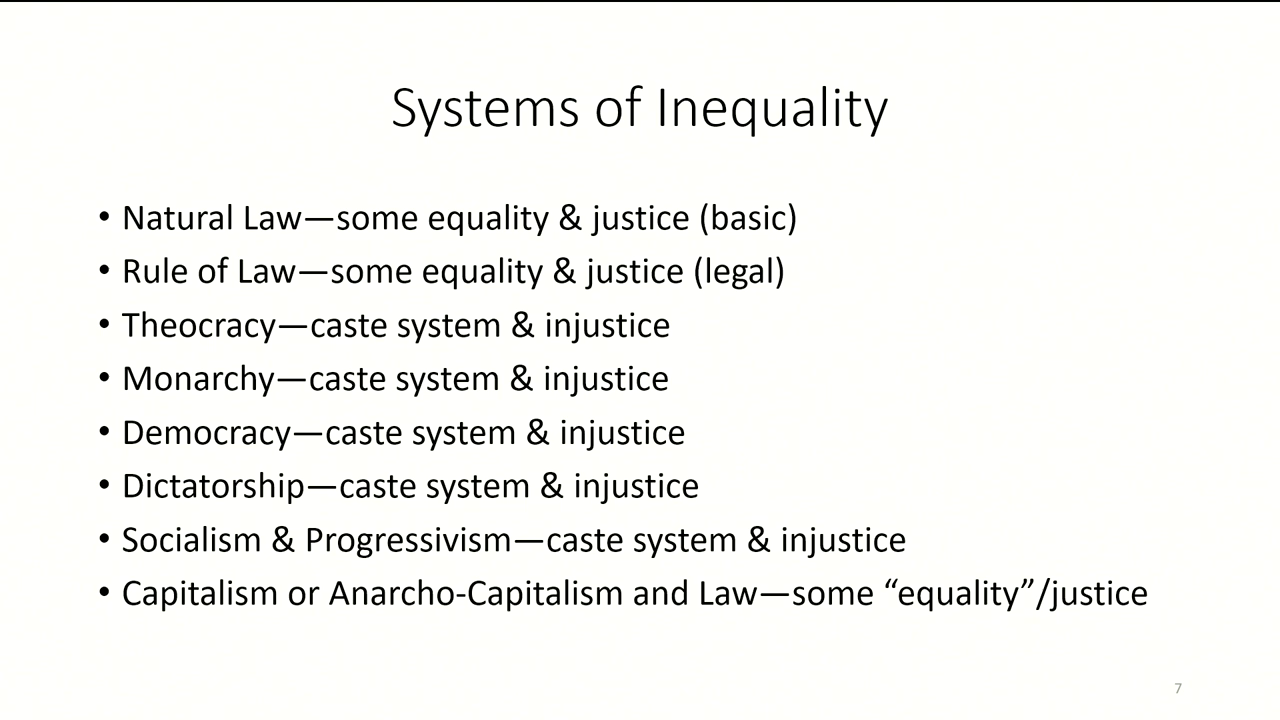 Systems of Inequality
• Natural Law—some equality & justice (basic)
• Rule of Law—some equality & justice (legal)
• Theocracy—caste system & injustice
• Monarchy—caste system & injustice
• Democracy—caste system & injustice
• Dictatorship—caste system & injustice
• Socialism & Progressivism—caste system & injustice
• Capitalism or Anarcho-Capitalism and Law—some “equality”/justice
7